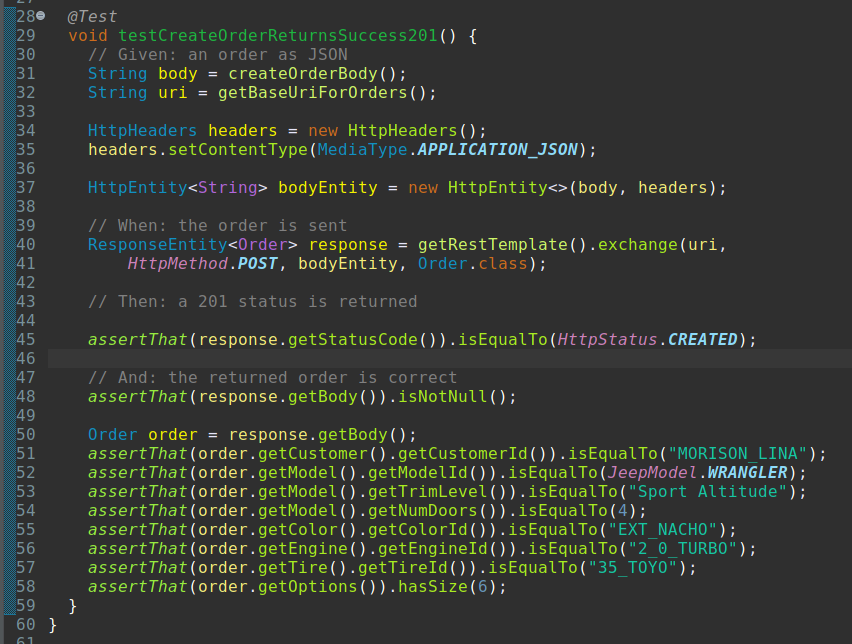 28 @Test
29 void testCreateOrderReturnsSuccess201() {
30 // Given: an order as JSON
31 String body = createOrderBody();
32 String uri = getBaseUriForOrders();
33
34 HttpHeaders headers = new HttpHeaders();
35 headers.setContentType(MediaType.APPLICATION_JSON);
36
37 HttpEntity<String> bodyEntity = new HttpEntity<>(body, headers);
38
39 // When: the order is sent
40 ResponseEntity<Order> response = getRestTemplate().exchange(uri,
41 HttpMethod.POST, bodyEntity, Order.class);
42
43 // Then: a 201 status is returned
44
45 assertThat(response.getStatusCode()).isEqualTo(HttpStatus.CREATED);
46
47 // And: the returned order is correct
48 assertThat(response.getBody()).isNotNull();
49
50 Order order = response.getBody();
51 assertThat(order.getCustomer().getCustomerId()).isEqualTo("MORISON_LINA");
52 assertThat(order.getModel().getModelId()).isEqualTo(JeepModel.WRANGLER);
53 assertThat(order.getModel().getTrimLevel()).isEqualTo("Sport Altitude");
54 assertThat(order.getModel().getNumDoors()).isEqualTo(4);
55 assertThat(order.getColor().getColorId()).isEqualTo("EXT_NACHO");
56 assertThat(order.getEngine().getEngineId()).isEqualTo("2_0_TURBO");
57 assertThat(order.getTire().getTireId()).isEqualTo("35_TOYO");
58 assertThat(order.getOptions()).hasSize(6);
59 }
60 }
61